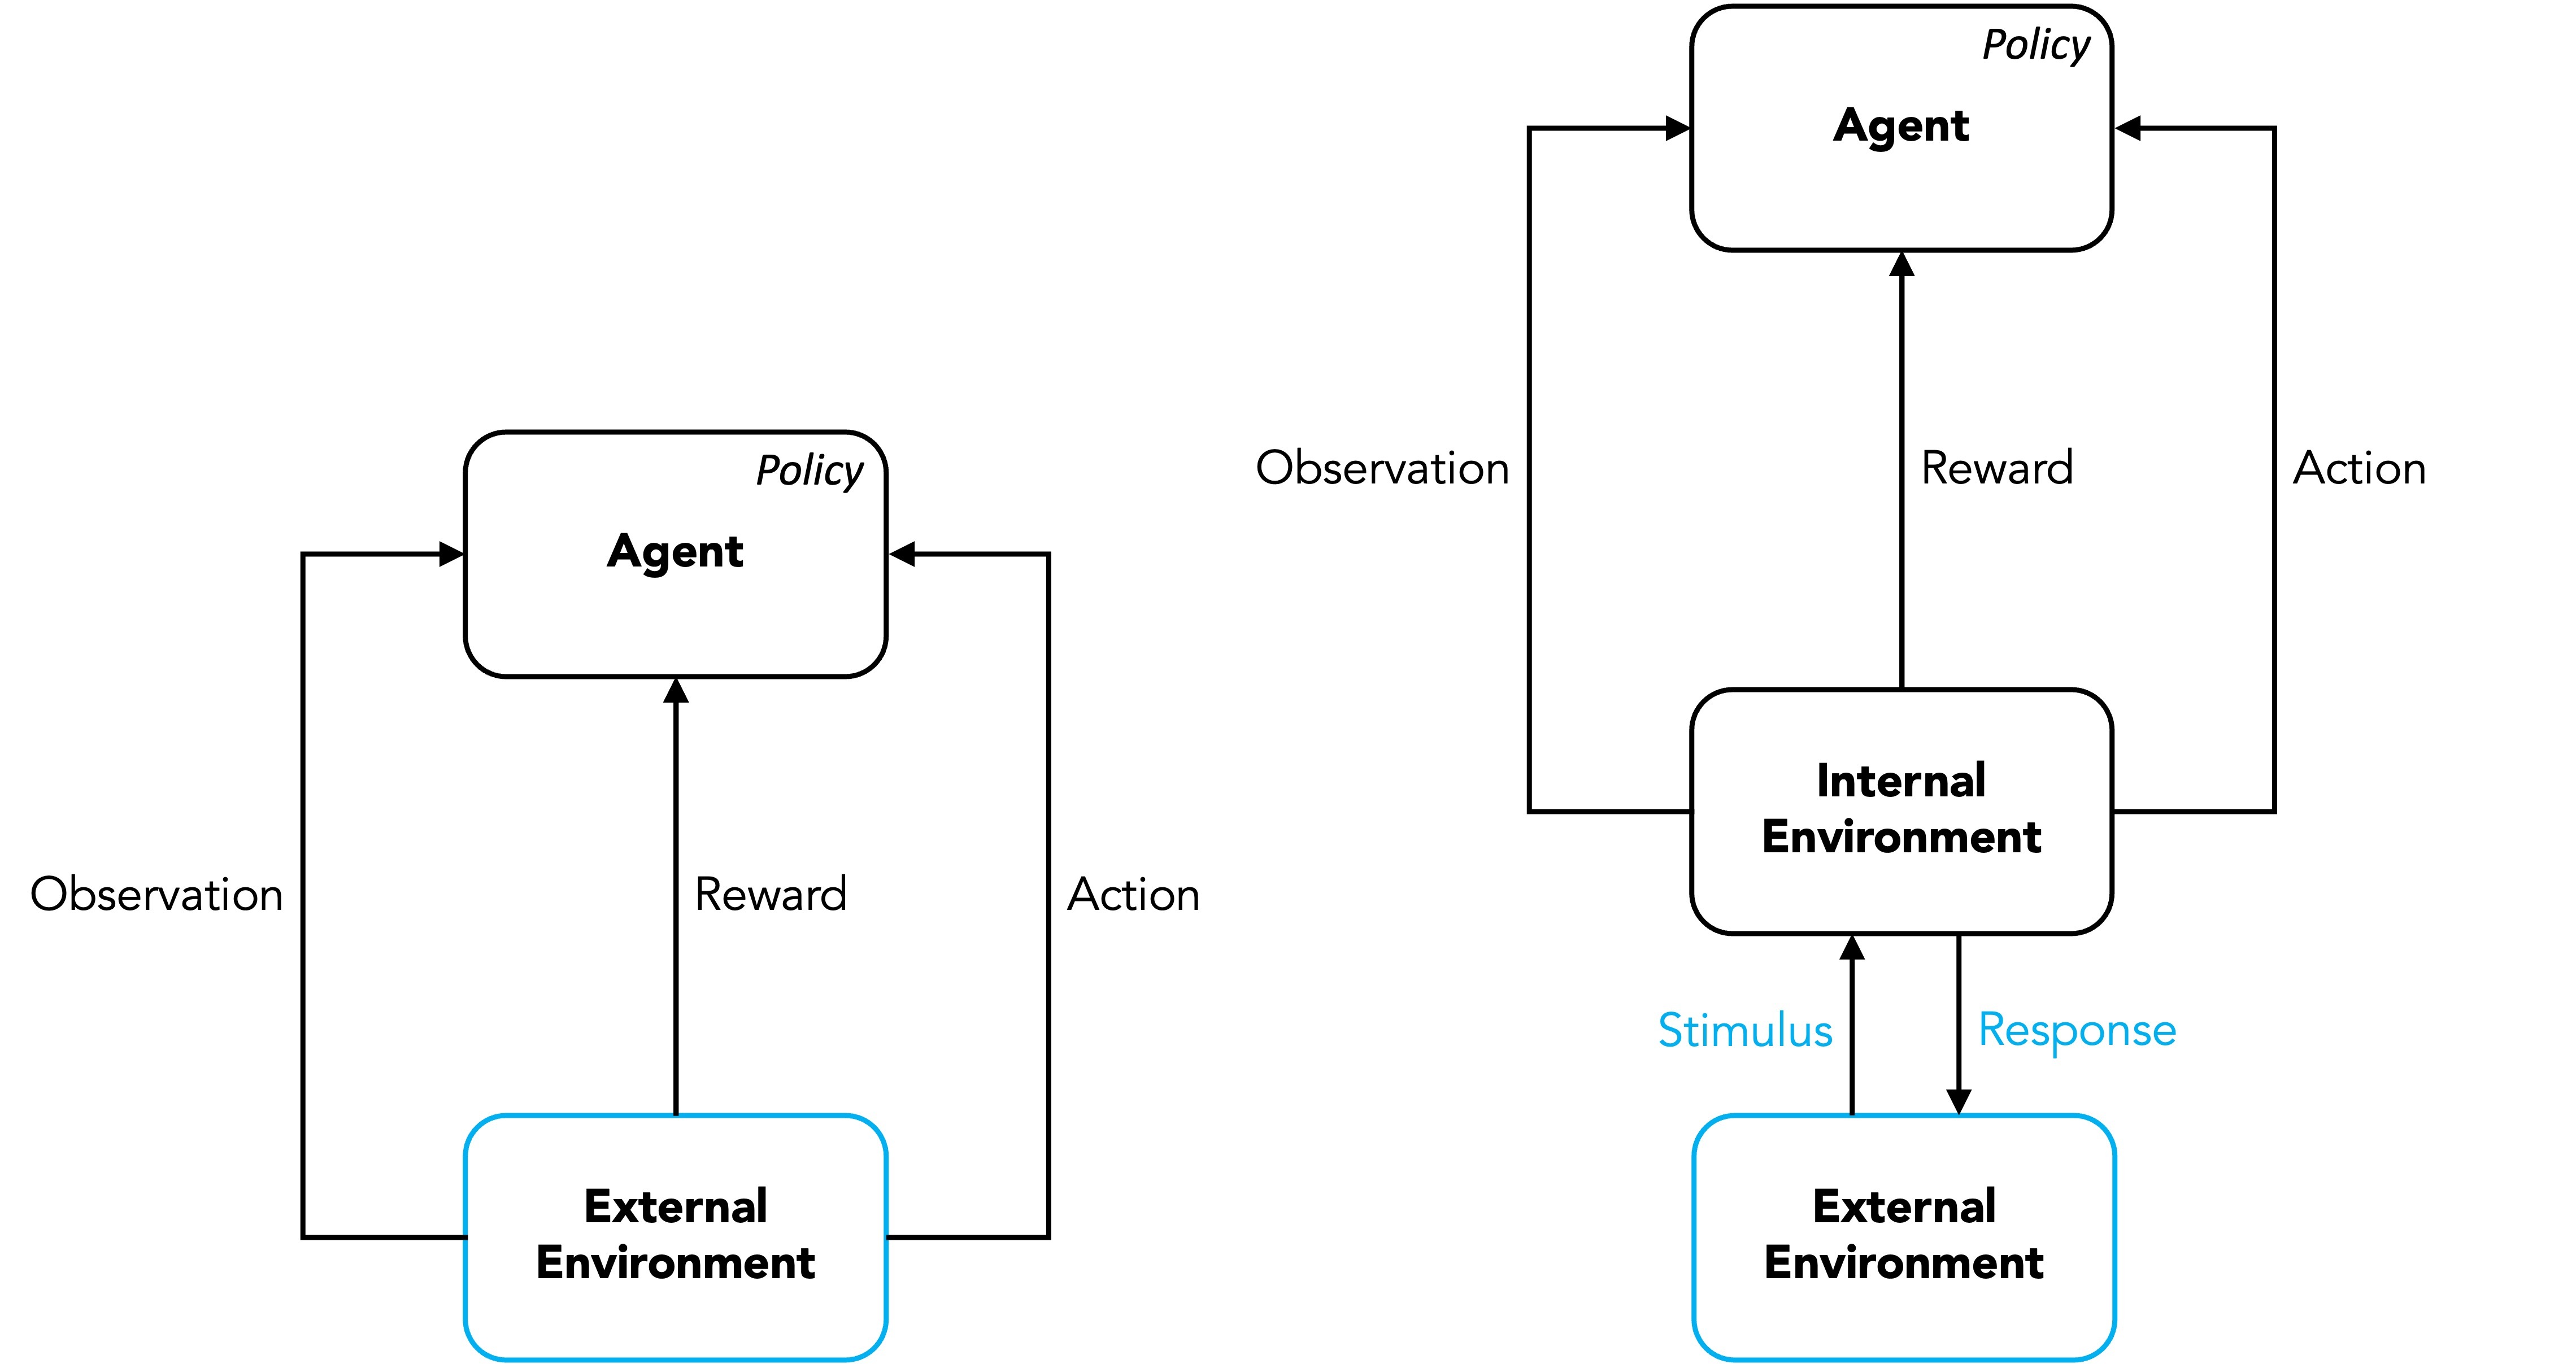 Policy
Agent
Observation
Reward
Action
External
Environment
Policy
Agent
Observation
Reward
Action
Internal
Environment
Stimulus
Response
External
Environment